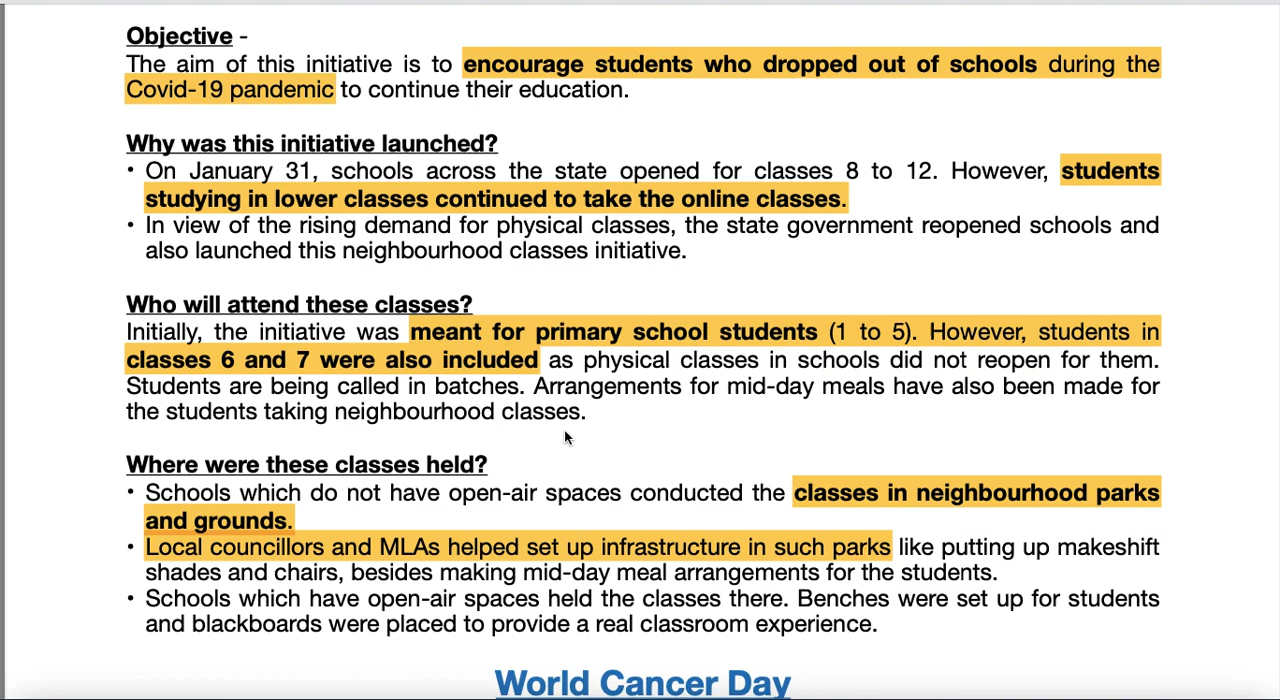 Objective -
The aim of this initiative is to encourage students who dropped out of schools during the
Covid-19 pandemic to continue their education.
Why was this initiative launched?
• On January 31, schools across the state opened for classes 8 to 12. However, students
studying in lower classes continued to take the online classes.
• In view of the rising demand for physical classes, the state government reopened schools and
also launched this neighbourhood classes initiative.
Who will attend these classes?
Initially, the initiative was meant for primary school students (1 to 5). However, students in
classes 6 and 7 were also included as physical classes in schools did not reopen for them.
Students are being called in batches. Arrangements for mid-day meals have also been made for
the students taking neighbourhood classes.
Where were these classes held?
• Schools which do not have open-air spaces conducted the classes in neighbourhood parks
and grounds.
• Local councillors and MLAs helped set up infrastructure in such parks like putting up makeshift
shades and chairs, besides making mid-day meal arrangements for the students.
• Schools which have open-air spaces held the classes there. Benches were set up for students
and blackboards were placed to provide a real classroom experience.
World Cancer Day